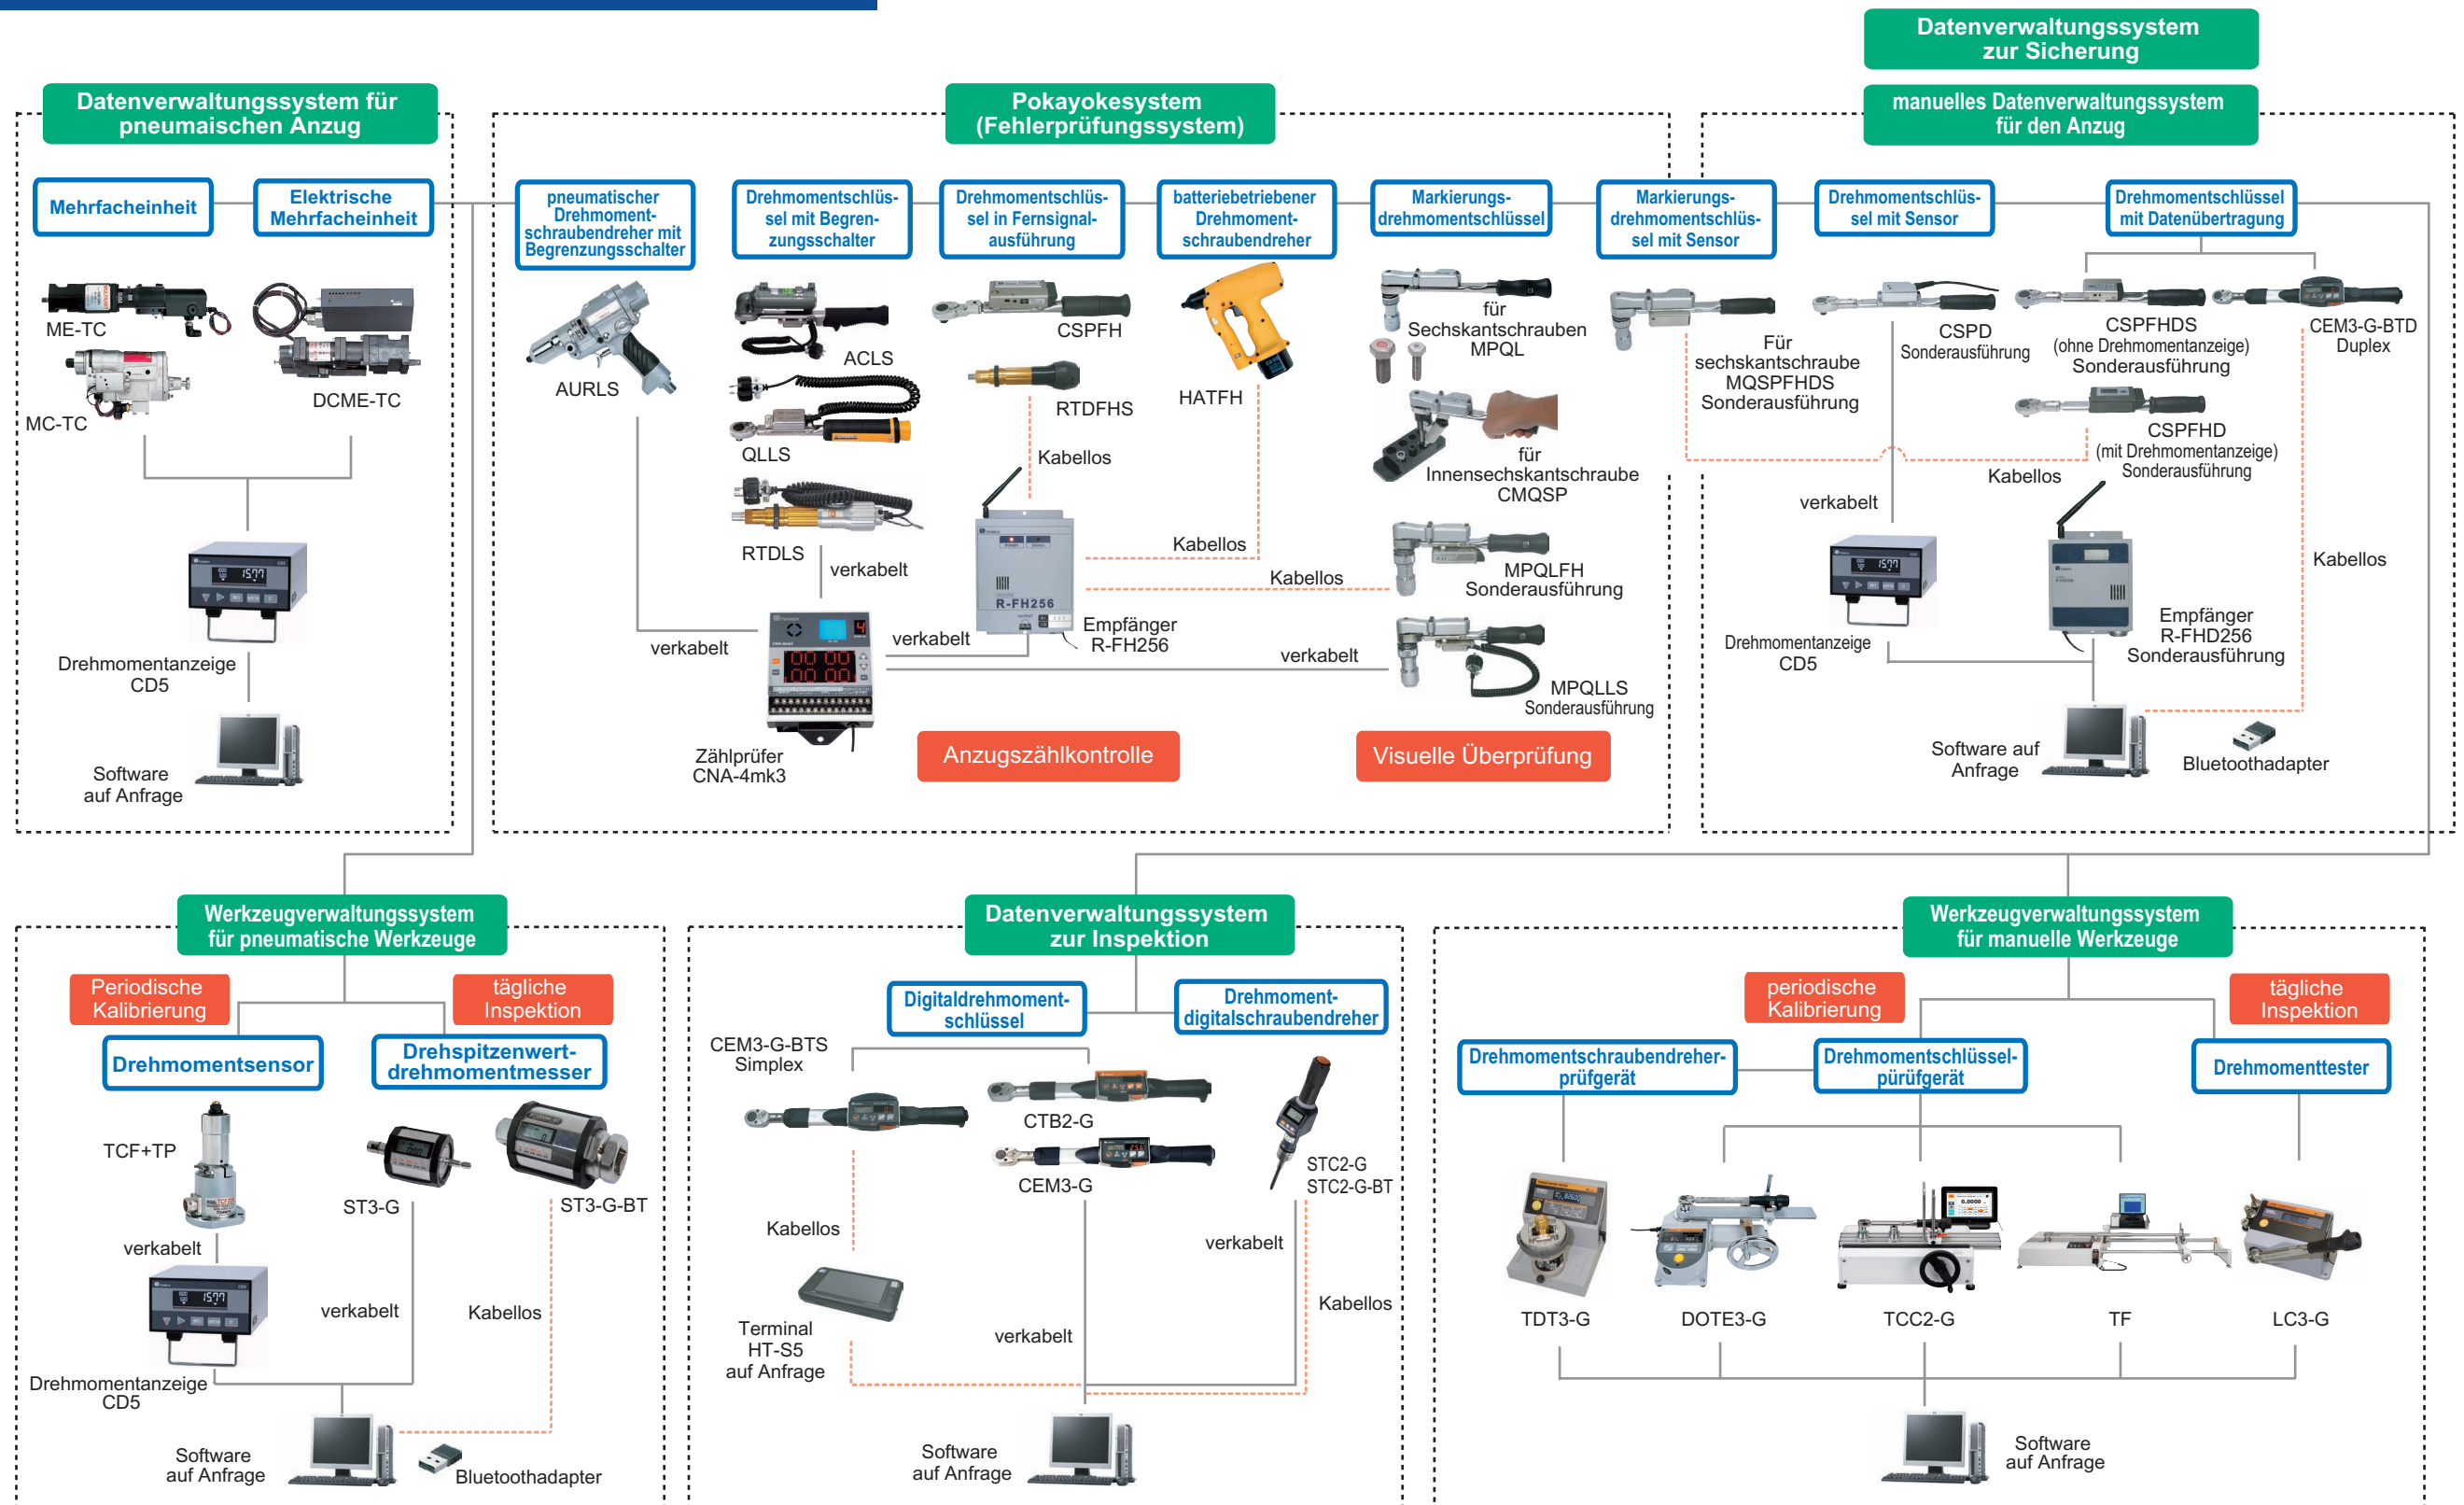 Datenverwaltungssystem
zur Sicherung
Datenverwaltungssystem für
pneumaischen Anzug
Pokayokesystem
(Fehlerprüfungssystem)
manuelles Datenverwaltungssystem
für den Anzug
Mehrfacheinheit
Elektrische
Mehrfacheinheit
pneumatischer
Drehmoment-
schraubendreher mit
Begrenzungsschalter
Drehmomentschlüs-
sel mit Begren-
zungsschalter
Drehmomentschlüs-
sel in Fernsignal-
ausführung
batteriebetriebener
Drehmoment-
schraubendreher
Markierungs-
drehmomentschlüssel
Markierungs-
drehmomentschlüs-
sel mit Sensor
Drehmomentschlüs-
sel mit Sensor
Drehmomentschlüssel
mit Datenübertragung
ME-TC
MC-TC
DCME-TC
Drehmomentanzeige
CD5
Software
auf Anfrage
AURLS
verkabelt
ACLS
QLLS
RTDLS
verkabelt
Zählprüfer
CNA-4mk3
CSPFH
RTDFHS
Kabellos
R-FH256
verkabelt
Empfänger
R-FH256
HATFH
Kabellos
Kabellos
verkabelt
für
Sechskantschrauben
MPQL
für
Innensechskantschraube
CMQSP
MPQLFH
Sonderausführung
MPQLLS
Sonderausführung
Anzugszählkontrolle
Visuelle Überprüfung
Für
sechskantschraube
MQSPFHDS
Sonderausführung
CSPD
Sonderausführung
CSPFHDS
(ohne Drehmomentanzeige)
Sonderausführung
CEM3-G-BTD
Duplex
CSPFHD
(mit Drehmomentanzeige)
Sonderausführung
Kabellos
verkabelt
Kabellos
Drehmomentanzeige
CD5
Empfänger
R-FHD256
Sonderausführung
Software auf
Anfrage
Bluetoothadapter
Werkzeugverwaltungssystem
für pneumatische Werkzeuge
Periodische
Kalibrierung
tägliche
Inspektion
Drehmomentsensor
Drehspitzenwert-
drehmomentmesser
TCF+TP
ST3-G
ST3-G-BT
verkabelt
verkabelt
Kabellos
Drehmomentanzeige
CD5
Software
auf Anfrage
Bluetoothadapter
Datenverwaltungssystem
zur Inspektion
Digitaldrehmoment-
schlüssel
Drehmoment-
digitalschraubendreher
CEM3-G-BTS
Simplex
CTB2-G
CEM3-G
STC2-G
STC2-G-BT
Kabellos
verkabelt
Kabellos
Terminal
HT-S5
auf Anfrage
verkabelt
Software
auf Anfrage
Werkzeugverwaltungssystem
für manuelle Werkzeuge
periodische
Kalibrierung
tägliche
Inspektion
Drehmomentschraubendreher-
prüfgerät
Drehmomentschlüssel-
pürüfgerät
Drehmomenttester
TDT3-G
DOTE3-G
TCC2-G
TF
LC3-G
Software
auf Anfrage